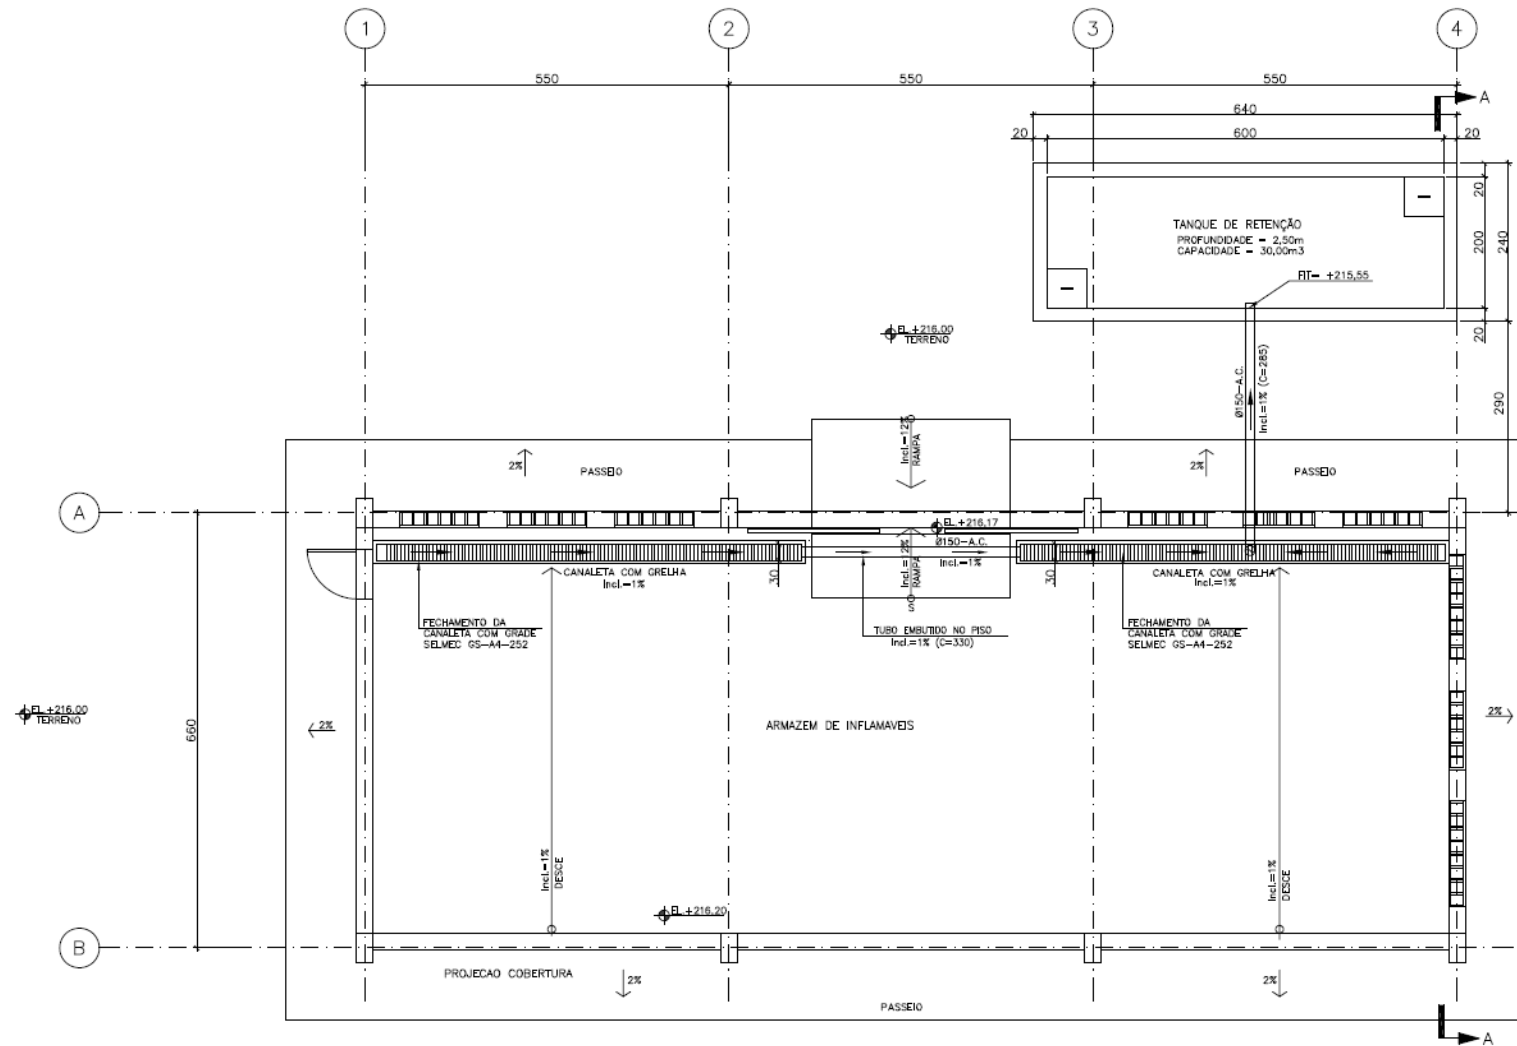 1
2
3
4
550
550
550
A
640
20
600
20
20
TANQUE DE RETENÇÃO
PROFUNDIDADE = 2,50m
CAPACIDADE = 30,00m3
200
240
FIT= +215,55
EL.+216.00
TERRENO
20
Ø150-A.C.
Incl.=1% (C=285)
290
Incl.=12%
RAMPA
2%
PASSEIO
2%
PASSEIO
A
EL.+216,17
Ø150-A.C.
Incl.=1%
Incl.=12%
RAMPA
S
CANALETA COM GRELHA
Incl.=1%
30
30
CANALETA COM GRELHA
Incl.=1%
FECHAMENTO DA
CANALETA COM GRADE
SELMEC GS-A4-252
TUBO EMBUTIDO NO PISO
Incl.=1% (C=330)
FECHAMENTO DA
CANALETA COM GRADE
SELMEC GS-A4-252
EL.+216.00
TERRENO
660
2%
ARMAZEM DE INFLAMAVEIS
2%
Incl.=1%
DESCE
Incl.=1%
DESCE
EL.+216.20
B
PROJECAO COBERTURA
2%
2%
PASSEIO
A